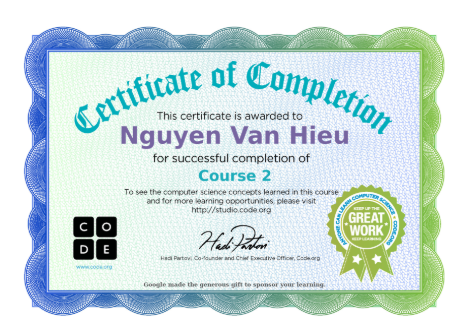 Certificate of Completion
This certificate is awarded to
Nguyen Van Hieu
for successful completion of
Course 2
To see the computer science concepts learned in this course
and for more learning opportunities, please visit
http://studio.code.org
C O
D E
www.code.org
Hadi Partovi
Hadi Partovi, Co-founder and Chief Executive Officer, Code.org
ANYONE CAN LEARN COMPUTER SCIENCE
KEEP UP THE
GREAT
WORK
KEEP LEARNING
Google made the generous gift to sponsor your learning.